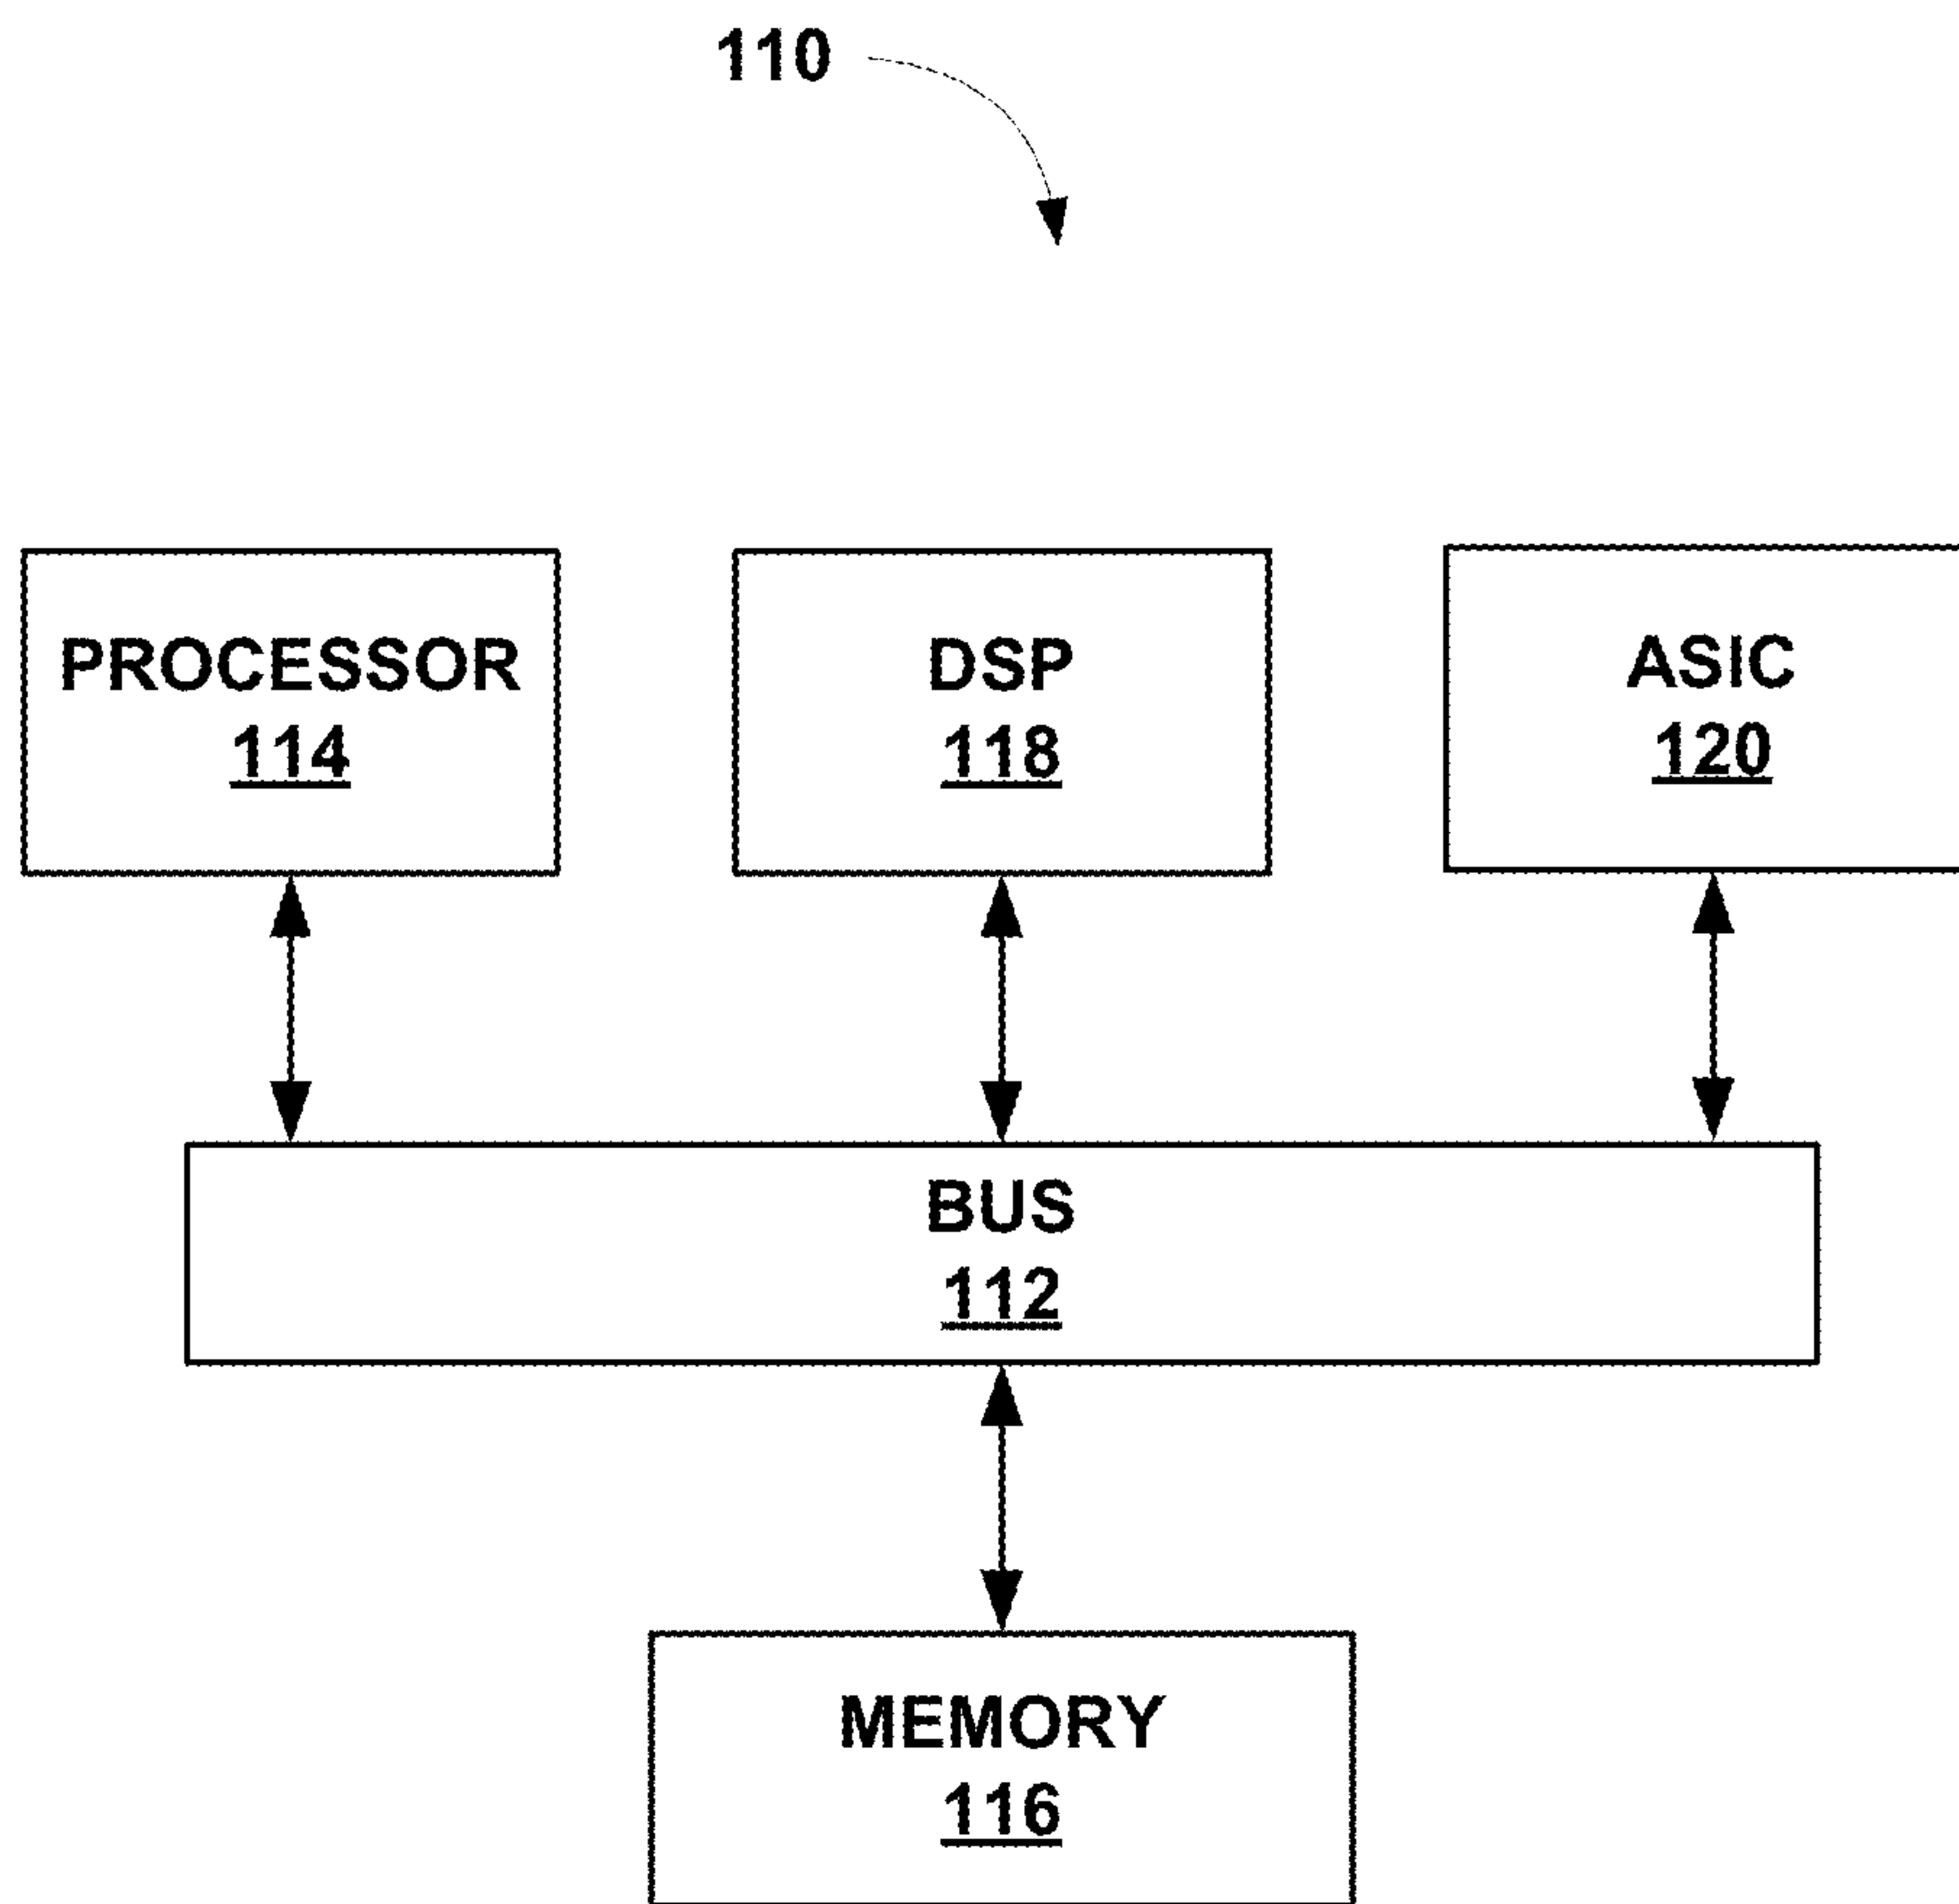 110
PROCESSOR
114
DSP
118
ASIC
120
BUS
112
MEMORY
116